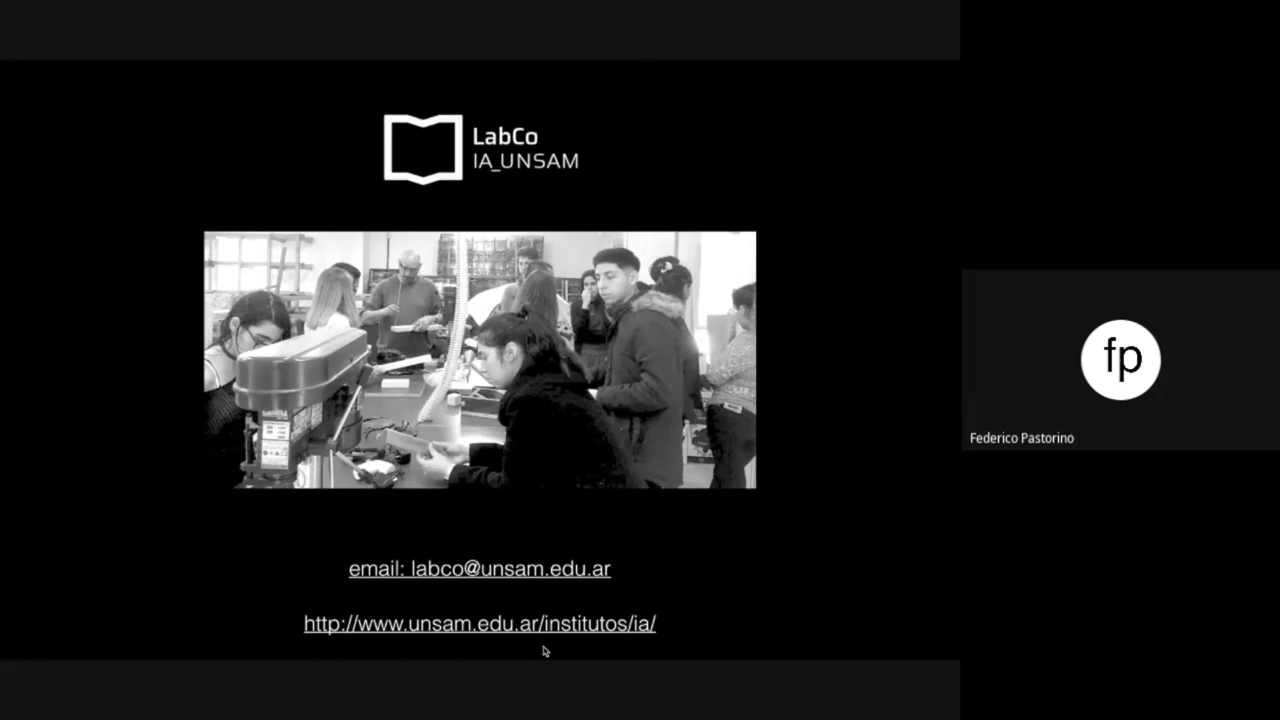 LabCo
IA_UNSAM
email: labco@unsam.edu.ar
http://www.unsam.edu.ar/institutos/ia/
fp
Federico Pastorino